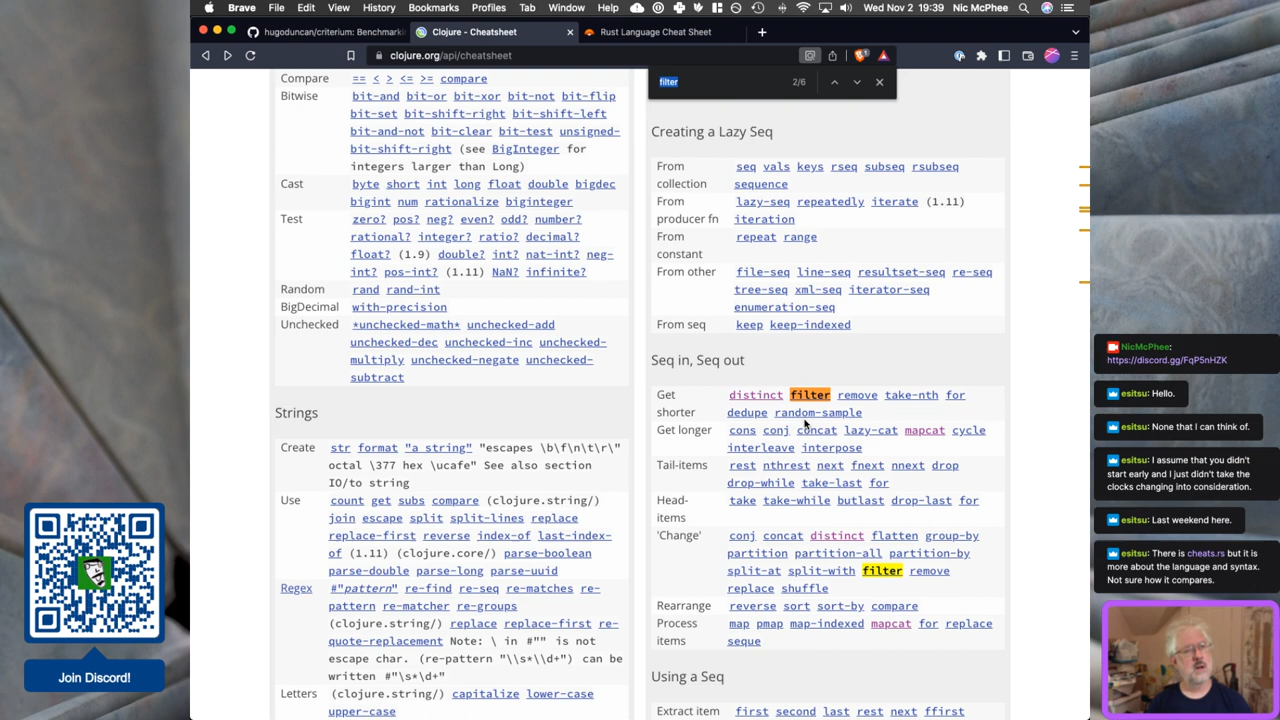 Brave File Edit View History Bookmarks Profiles Tab Window Help Wed Nov 2 19:39 Nic McPhee
hugoduncan/criterium: Benchmarki
Clojure - Cheatsheet
Rust Language Cheat Sheet
clojure.org/api/cheatsheet
filter 2/6
Compare == < > <= >= compare
Bitwise bit-and bit-or bit-xor bit-not bit-flip
bit-set bit-shift-right bit-shift-left
bit-and-not bit-clear bit-test unsigned-
bit-shift-right (see BigInteger for
integers larger than Long)
Cast byte short int long float double bigdec
bigint num rationalize biginteger
Test zero? pos? neg? even? odd? number?
rational? integer? ratio? decimal?
float? (1.9) double? int? nat-int? neg-
int? pos-int? (1.11) NaN? infinite?
Random rand rand-int
BigDecimal with-precision
Unchecked *unchecked-math* unchecked-add
unchecked-dec unchecked-inc unchecked-
multiply unchecked-negate unchecked-
subtract
Strings
Create str format "a string" "escapes \b\f\n\t\r\"
octal \377 hex \ucafe" See also section
IO/to string
Use count get subs compare (clojure.string/)
join escape split split-lines replace
replace-first reverse index-of last-index-
of (1.11) (clojure.core/) parse-boolean
parse-double parse-long parse-uuid
Regex #"pattern" re-find re-seq re-matches re-
pattern re-matcher re-groups
(clojure.string/) replace replace-first re-
quote-replacement Note: \ in #"" is not
escape char. (re-pattern "\\s*\\d+") can be
written #"\s*\d+"
Letters (clojure.string/) capitalize lower-case
upper-case
Creating a Lazy Seq
From seq vals keys rseq subseq rsubseq
collection sequence
From lazy-seq repeatedly iterate (1.11)
producer fn iteration
From repeat range
constant
From other file-seq line-seq resultset-seq re-seq
tree-seq xml-seq iterator-seq
enumeration-seq
From seq keep keep-indexed
Seq in, Seq out
Get distinct filter remove take-nth for
shorter dedupe random-sample
Get longer cons conj concat lazy-cat mapcat cycle
interleave interpose
Tail-items rest nthrest next fnext nnext drop
drop-while take-last for
Head- take take-while butlast drop-last for
items
'Change' conj concat distinct flatten group-by
partition partition-all partition-by
split-at split-with filter remove
replace shuffle
Rearrange reverse sort sort-by compare
Process map pmap map-indexed mapcat for replace
items seque
Using a Seq
Extract item first second last rest next ffirst
Join Discord!
NicMcPhee:
https://discord.gg/FqP5nHZK
esitsu: Hello.
esitsu: None that I can think of.
esitsu: I assume that you didn't
start early and I just didn't take the
clocks changing into consideration.
esitsu: Last weekend here.
esitsu: There is cheats.rs but it is
more about the language and syntax.
Not sure how it compares.